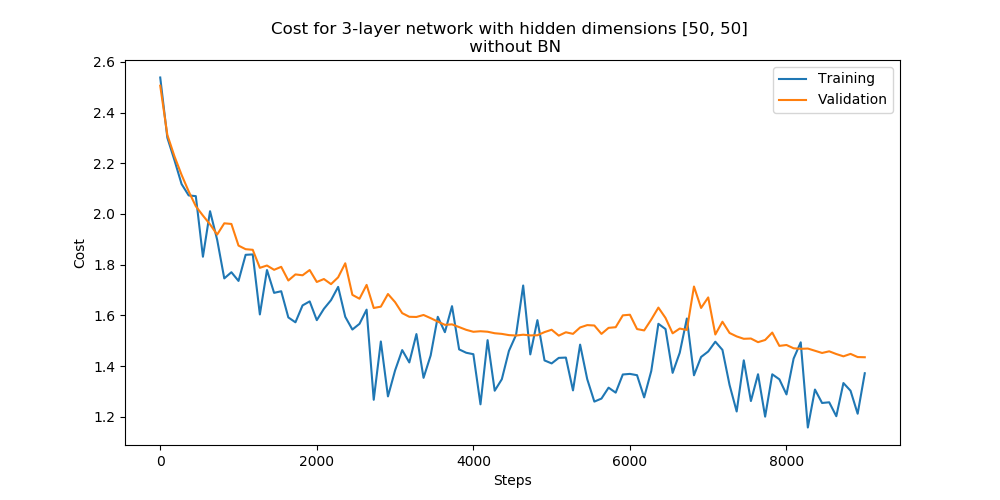 Cost for 3-layer network with hidden dimensions [50, 50]
without BN
Training
Validation
Cost
2.6
2.4
2.2
2.0
1.8
1.6
1.4
1.2
0
2000
4000
6000
8000
Steps